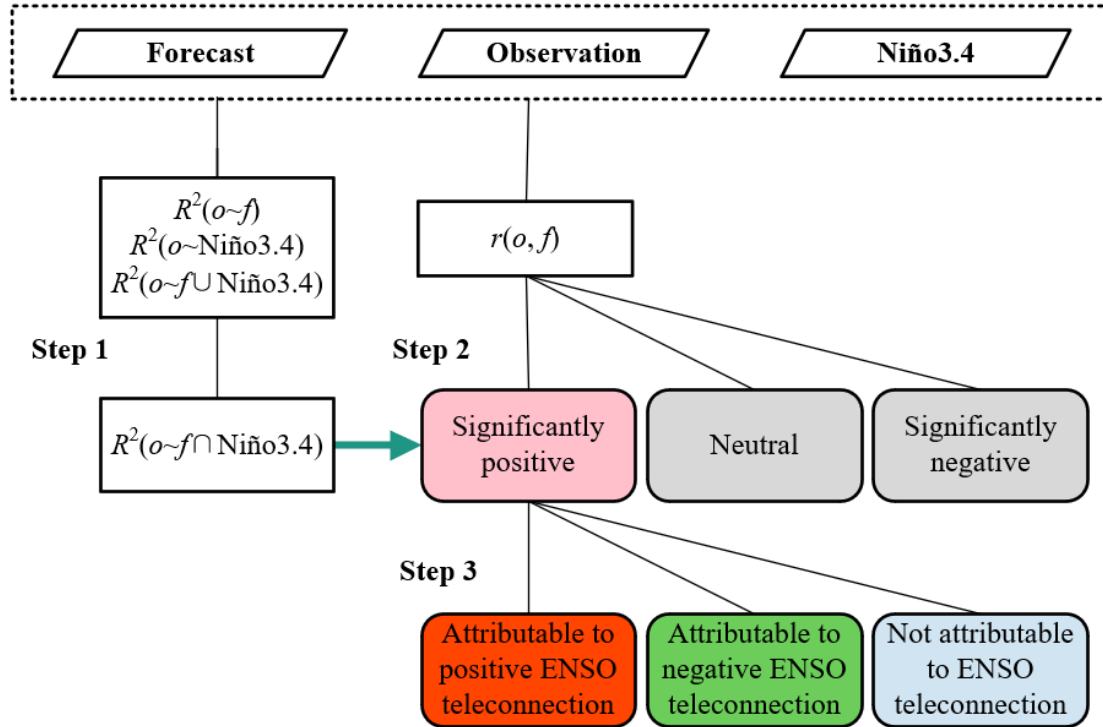 Forecast
Observation
Niño3.4
R²(o~f)
R²(o~Niño3.4)
R²(o~f∪Niño3.4)
r(o, f)
Step 1
Step 2
R²(o~f∩Niño3.4)
Significantly
positive
Neutral
Significantly
negative
Step 3
Attributable to
positive ENSO
teleconnection
Attributable to
negative ENSO
teleconnection
Not attributable
to ENSO
teleconnection